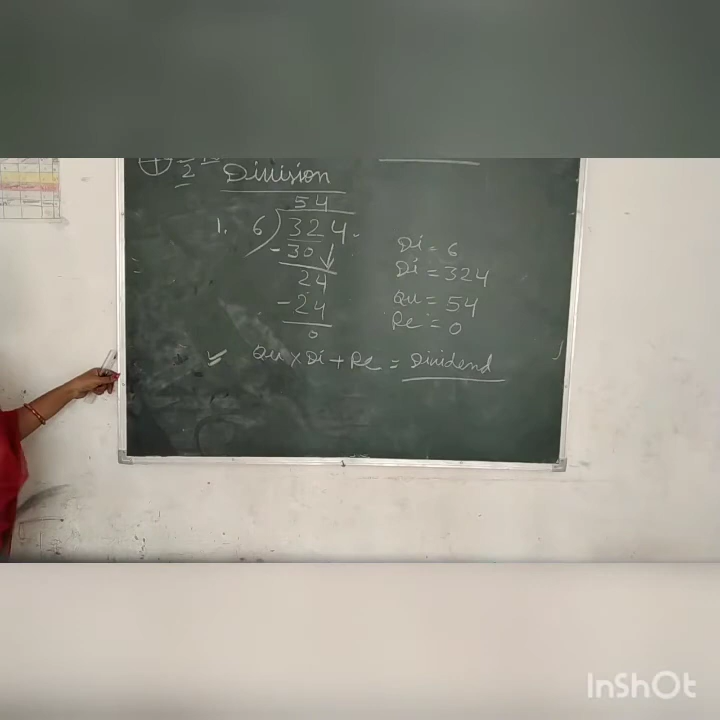 Division
54
1. 6) 324
-30
24
-24
0
Di = 6
Di = 324
Qu = 54
Re = 0
Qu x Di + Re = Dividend
InShOt